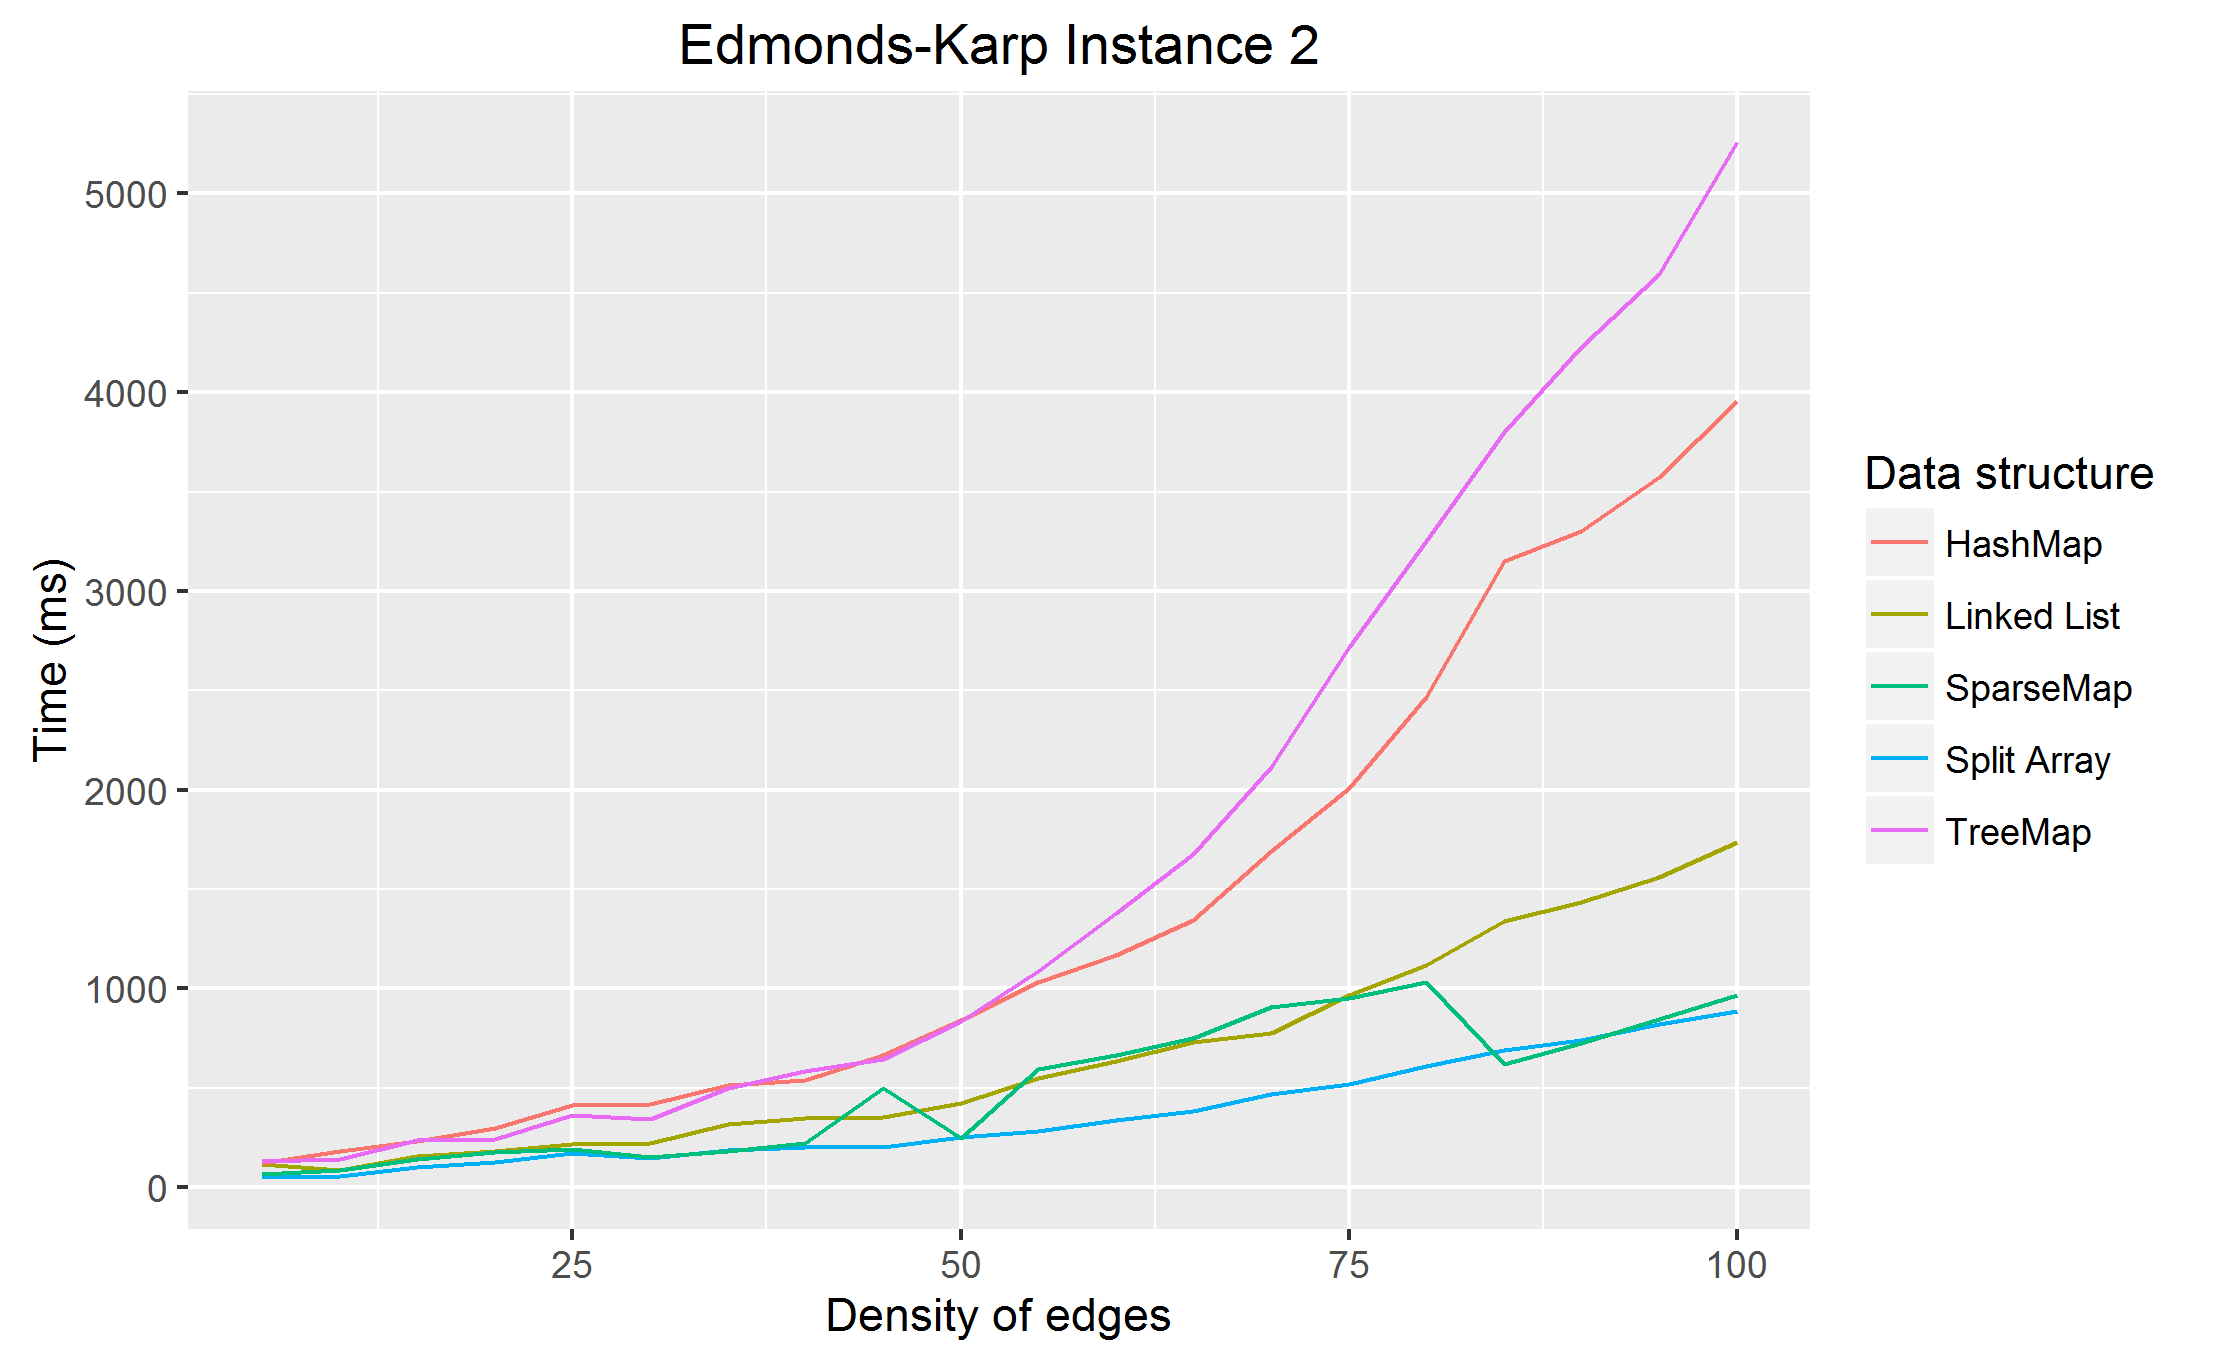 Edmonds-Karp Instance 2
Time (ms)
5000
4000
3000
2000
1000
0
25 50 75 100
Density of edges
Data structure
HashMap
Linked List
SparseMap
Split Array
TreeMap